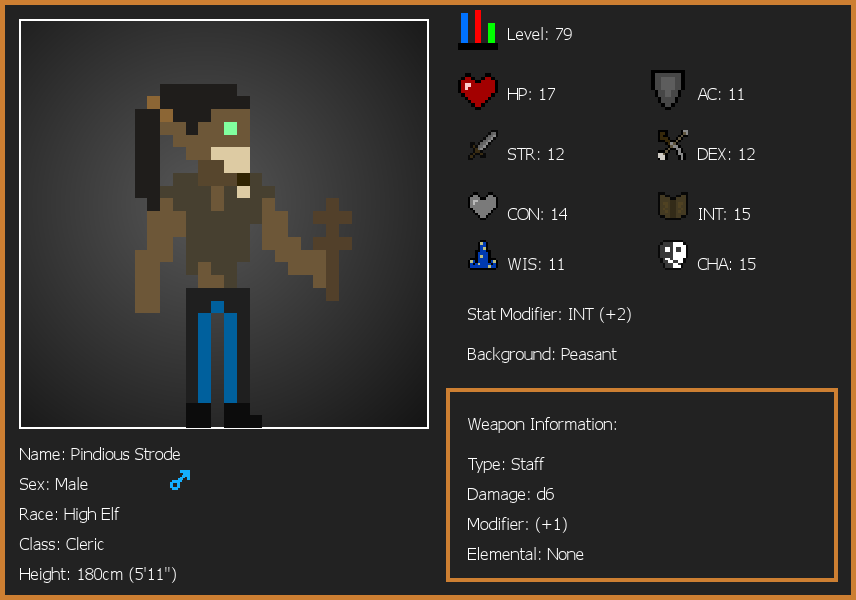 Level: 79
HP: 17
AC: 11
STR: 12
DEX: 12
CON: 14
INT: 15
WIS: 11
CHA: 15
Stat Modifier: INT (+2)
Background: Peasant
Weapon Information:
Type: Staff
Damage: d6
Modifier: (+1)
Elemental: None
Name: Pindious Strode
Sex: Male
Race: High Elf
Class: Cleric
Height: 180cm (5'11")